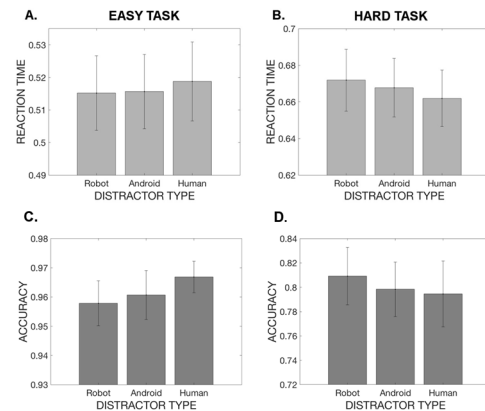 A. EASY TASK
REACTION TIME
0.53
0.52
0.51
0.5
0.49
Robot Android Human
DISTRACTOR TYPE
B. HARD TASK
REACTION TIME
0.7
0.68
0.66
0.64
0.62
Robot Android Human
DISTRACTOR TYPE
C.
ACCURACY
0.98
0.97
0.96
0.95
0.94
0.93
Robot Android Human
DISTRACTOR TYPE
D.
ACCURACY
0.84
0.82
0.8
0.78
0.76
0.74
0.72
Robot Android Human
DISTRACTOR TYPE